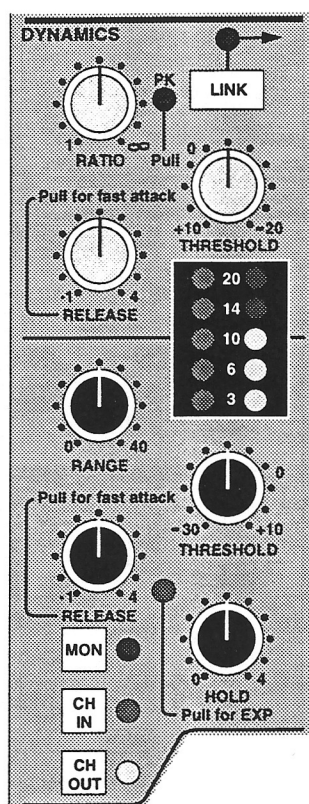 DYNAMICS
PK
LINK
1 RATIO ∞
Pull
0
+10 -20
THRESHOLD
Pull for fast attack
-1 4
RELEASE
20
14
10
6
3
0 40
RANGE
0
-30 +10
THRESHOLD
Pull for fast attack
-1 4
RELEASE
MON
0 4
HOLD
CH
IN
Pull for EXP
CH
OUT